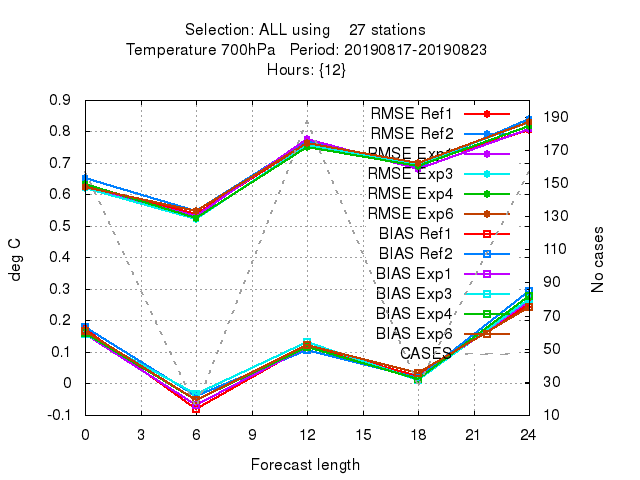 Selection: ALL using 27 stations
Temperature 700hPa Period: 20190817-20190823
Hours: {12}
deg C
0.9
0.8
0.7
0.6
0.5
0.4
0.3
0.2
0.1
0
-0.1
RMSE Ref1
RMSE Ref2
RMSE Exp1
RMSE Exp3
RMSE Exp4
RMSE Exp6
BIAS Ref1
BIAS Ref2
BIAS Exp1
BIAS Exp3
BIAS Exp4
BIAS Exp6
CASES
190
170
150
130
110
90
70
50
30
10
No cases
0 3 6 9 12 15 18 21 24
Forecast length